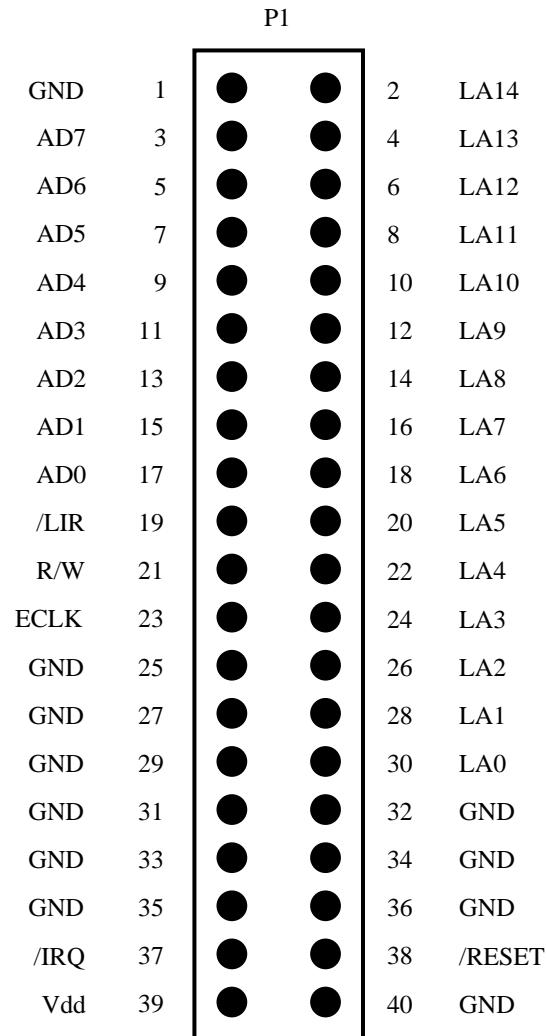 P1
GND 1 2 LA14
AD7 3 4 LA13
AD6 5 6 LA12
AD5 7 8 LA11
AD4 9 10 LA10
AD3 11 12 LA9
AD2 13 14 LA8
AD1 15 16 LA7
AD0 17 18 LA6
/LIR 19 20 LA5
R/W 21 22 LA4
ECLK 23 24 LA3
GND 25 26 LA2
GND 27 28 LA1
GND 29 30 LA0
GND 31 32 GND
GND 33 34 GND
GND 35 36 GND
/IRQ 37 38 /RESET
Vdd 39 40 GND